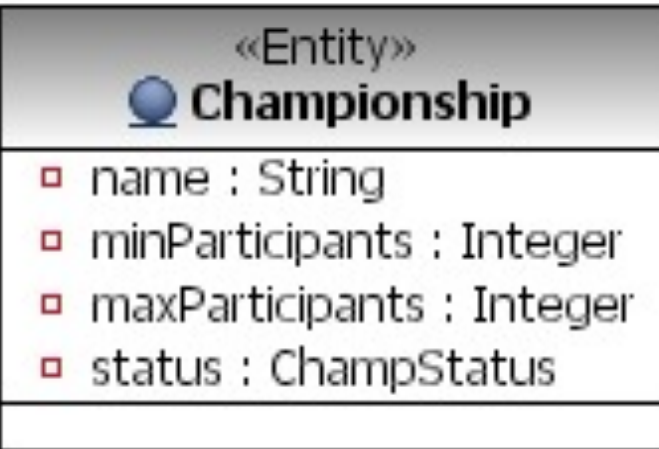 «Entity»
Championship
name : String
minParticipants : Integer
maxParticipants : Integer
status : ChampStatus